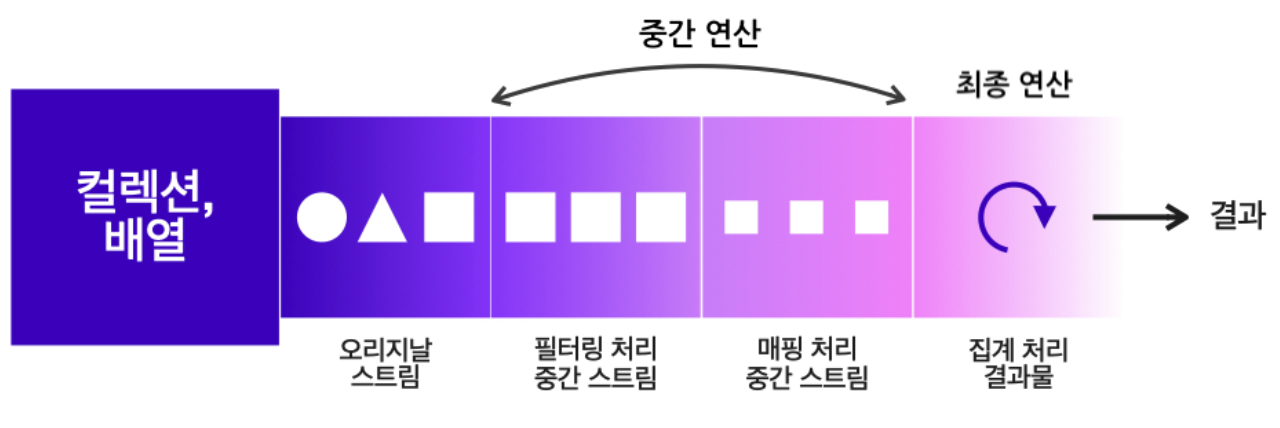 중간 연산
최종 연산
컬렉션,
배열
결과
오리지날
스트림
필터링 처리
중간 스트림
매핑 처리
중간 스트림
집계 처리
결과물